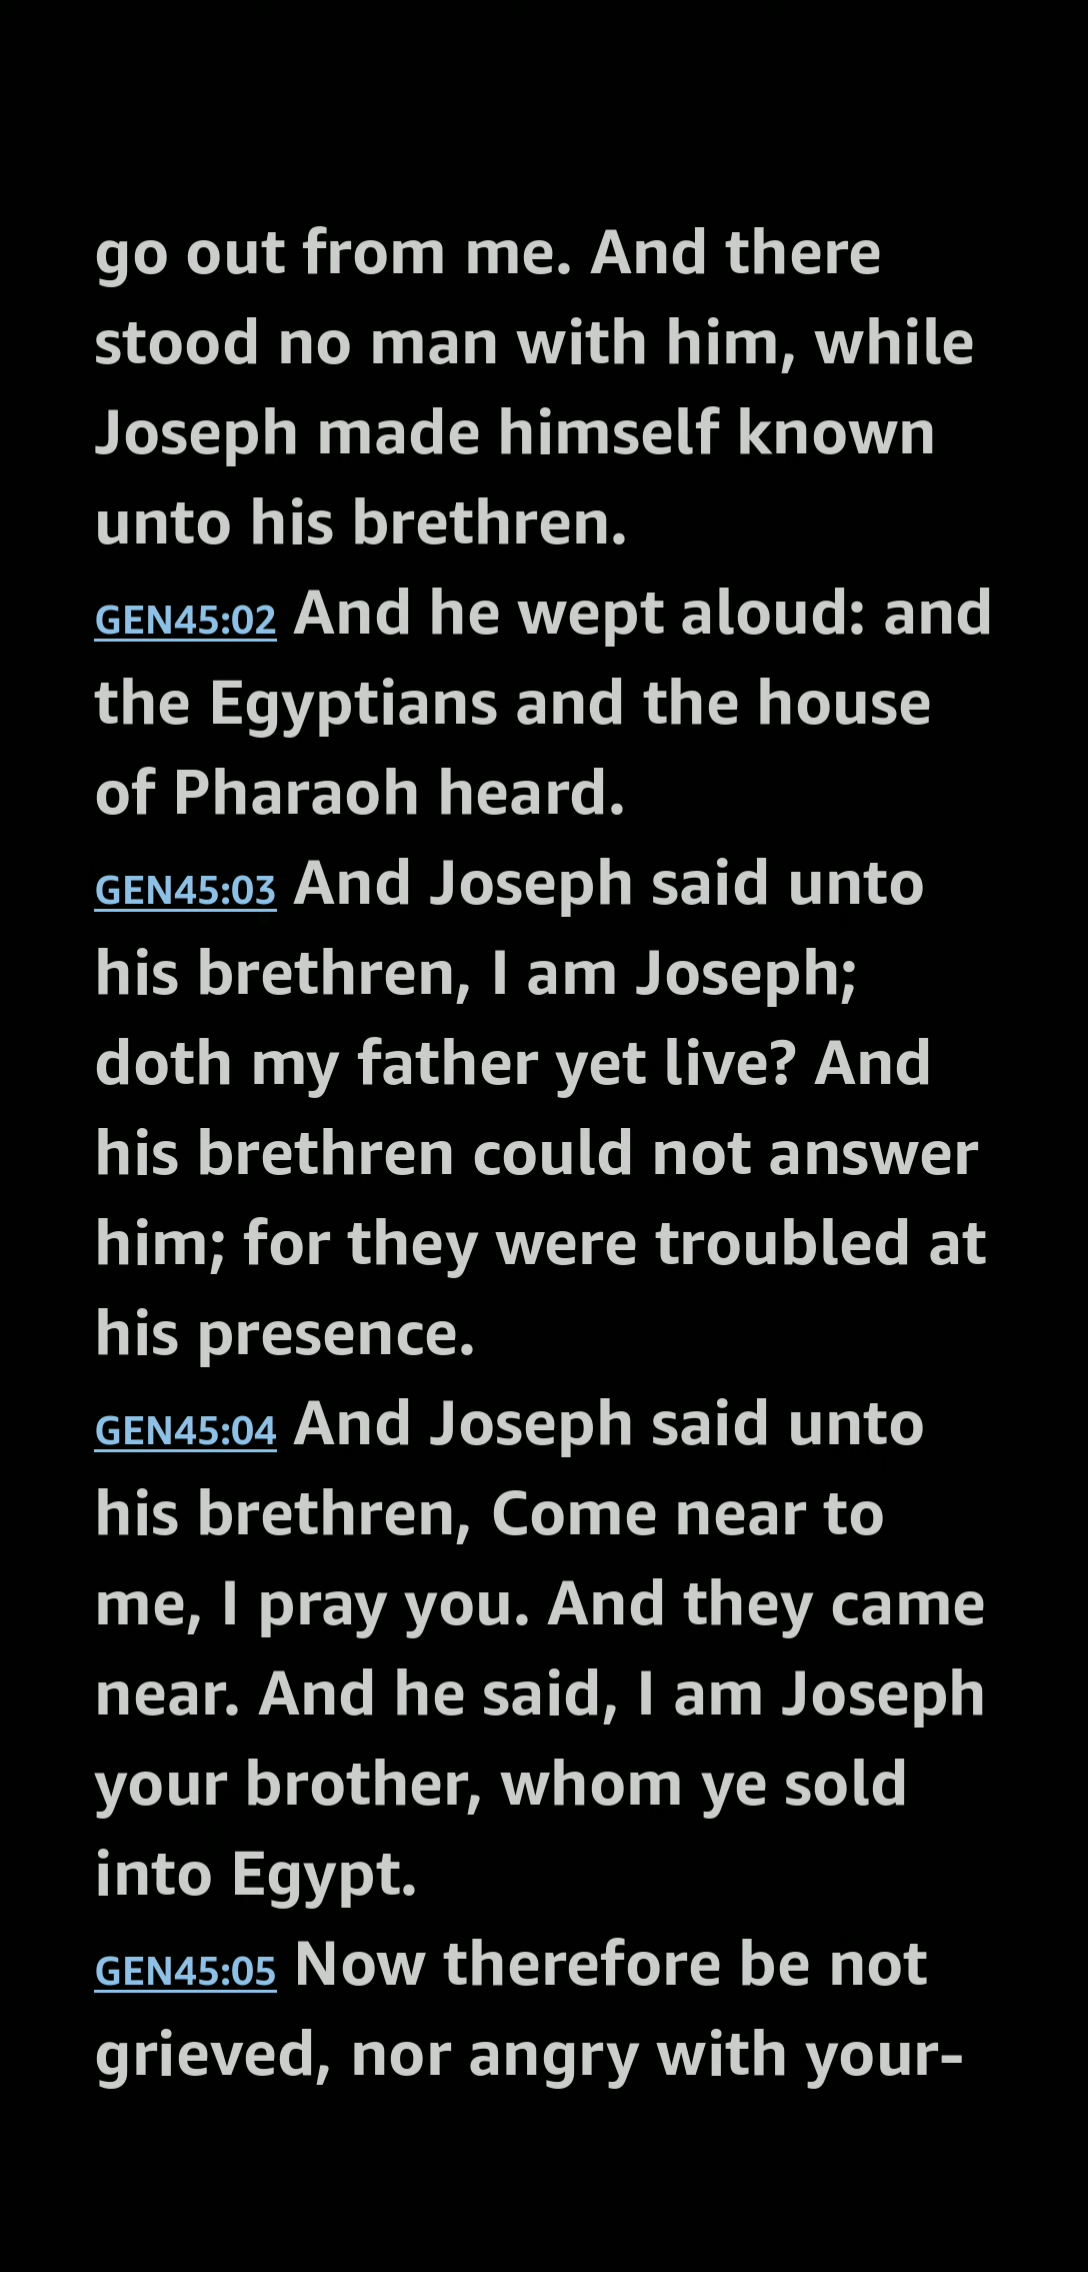 go out from me. And there
stood no man with him, while
Joseph made himself known
unto his brethren.
GEN45:02 And he wept aloud: and
the Egyptians and the house
of Pharaoh heard.
GEN45:03 And Joseph said unto
his brethren, I am Joseph;
doth my father yet live? And
his brethren could not answer
him; for they were troubled at
his presence.
GEN45:04 And Joseph said unto
his brethren, Come near to
me, I pray you. And they came
near. And he said, I am Joseph
your brother, whom ye sold
into Egypt.
GEN45:05 Now therefore be not
grieved, nor angry with your-